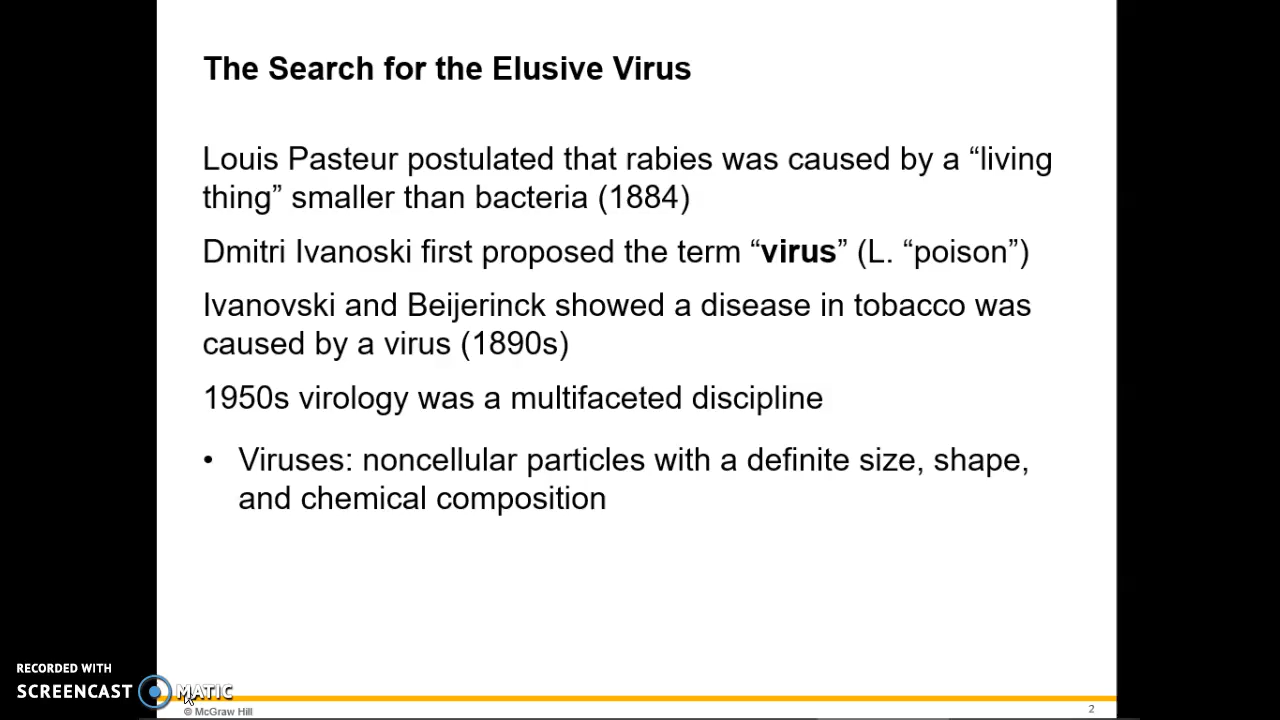 The Search for the Elusive Virus
Louis Pasteur postulated that rabies was caused by a “living
thing” smaller than bacteria (1884)
Dmitri Ivanoski first proposed the term “virus” (L. “poison”)
Ivanovski and Beijerinck showed a disease in tobacco was
caused by a virus (1890s)
1950s virology was a multifaceted discipline
• Viruses: noncellular particles with a definite size, shape,
and chemical composition
RECORDED WITH
SCREENCAST MATIC
© McGraw Hill
2